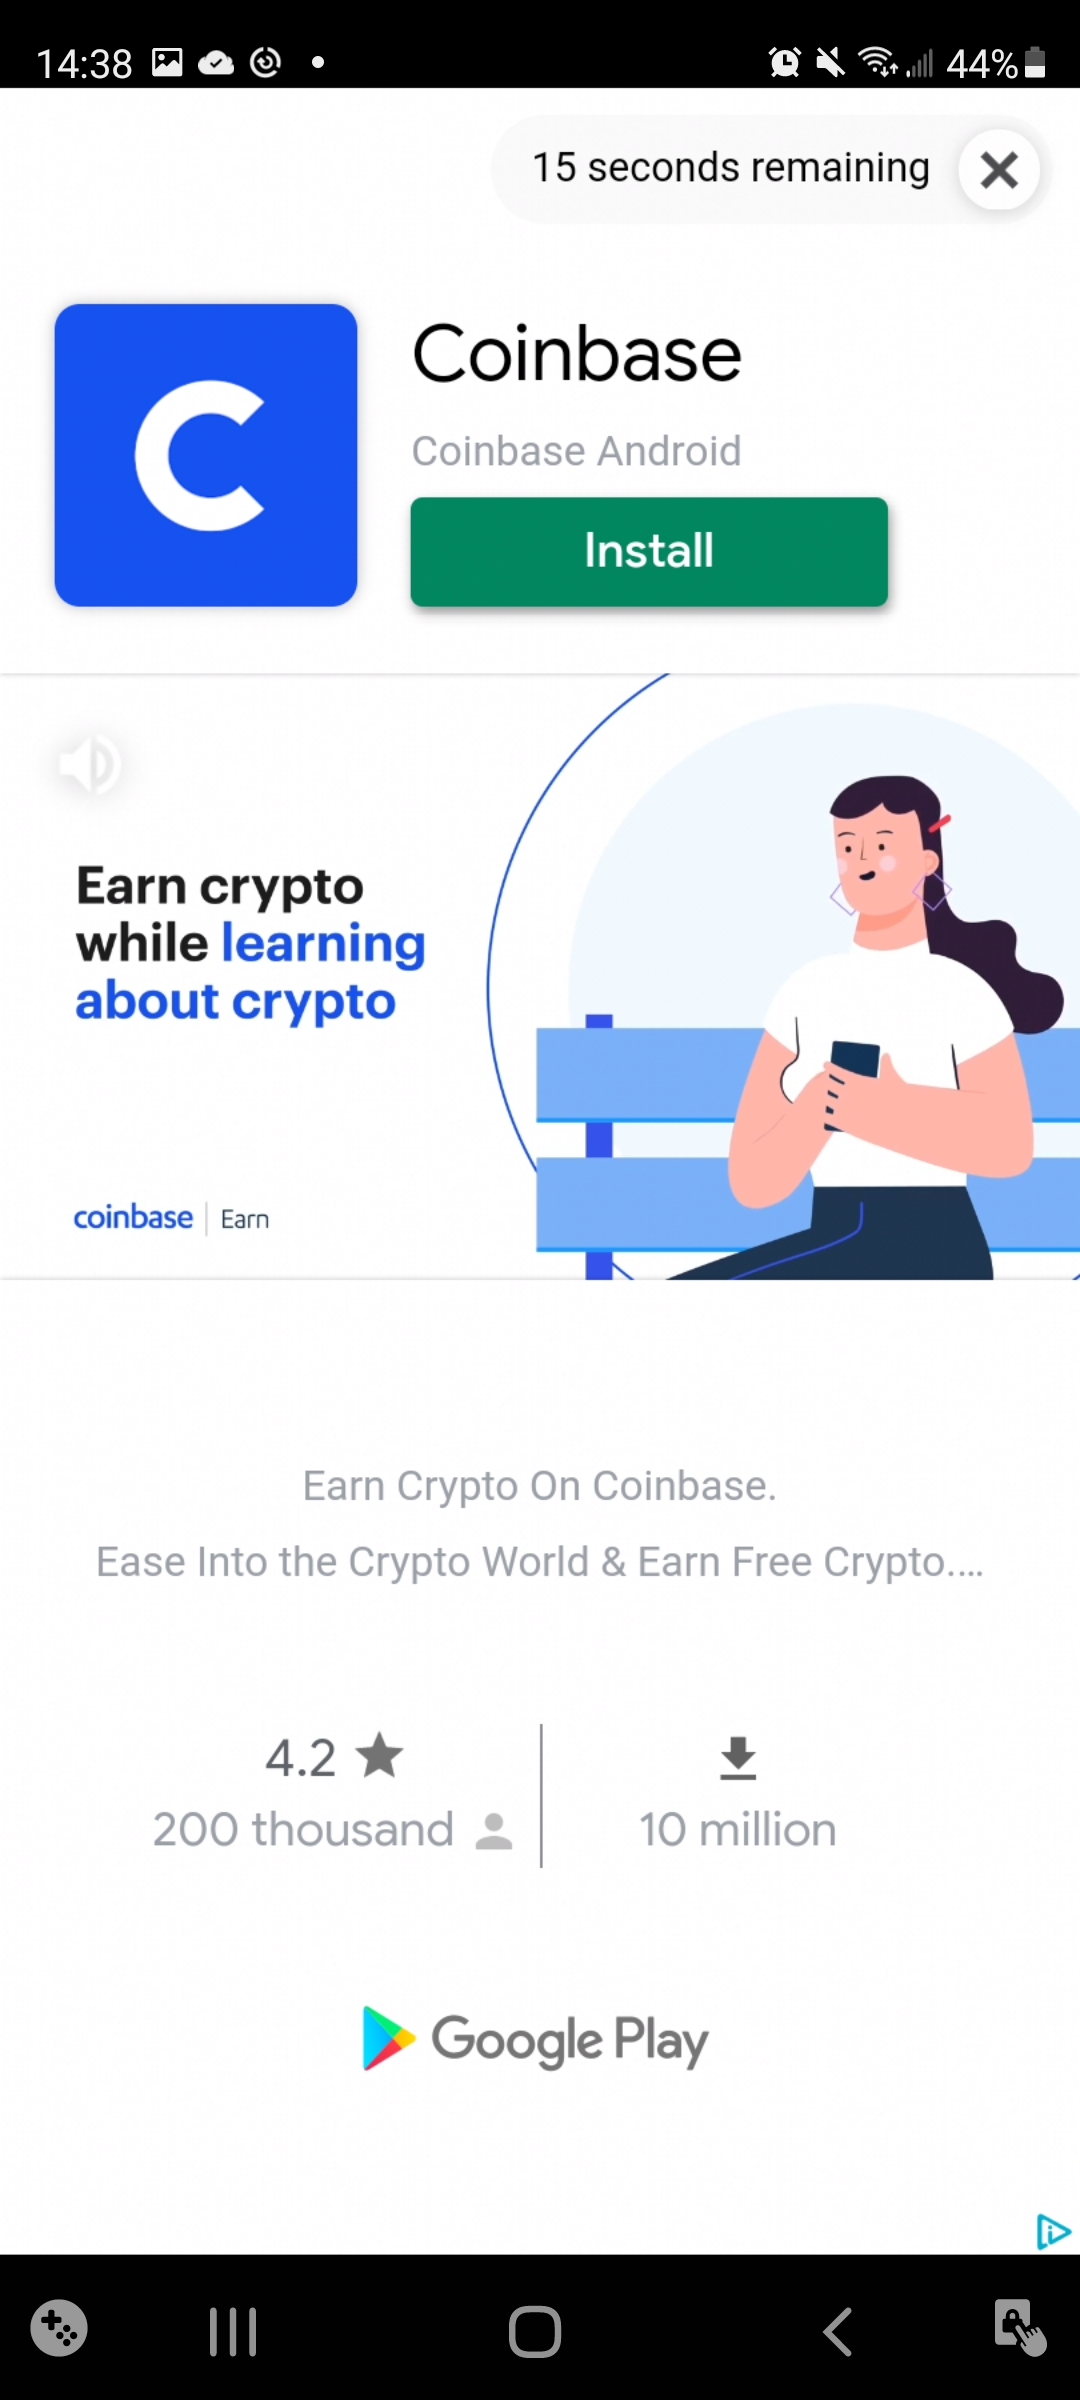 14:38
44%
15 seconds remaining
Coinbase
Coinbase Android
Install
Earn crypto
while learning
about crypto
coinbase | Earn
Earn Crypto On Coinbase.
Ease Into the Crypto World & Earn Free Crypto....
4.2
200 thousand
10 million
Google Play